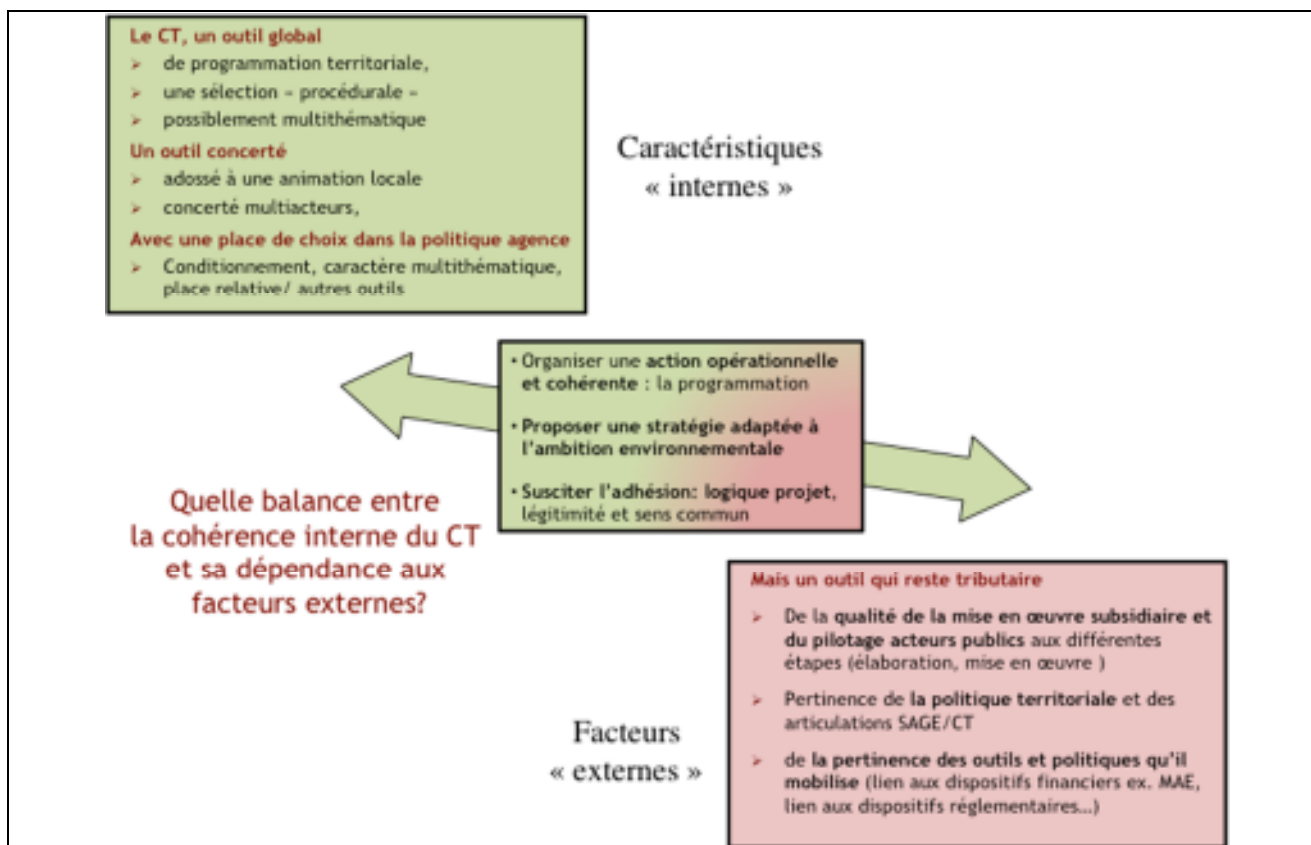 Le CT, un outil global
➢ de programmation territoriale,
➢ une sélection – procédurale –
➢ possiblement multithématique
Un outil concerté
➢ adossé à une animation locale
➢ concerté multiacteurs,
Avec une place de choix dans la politique agence
➢ Conditionnement, caractère multithématique,
place relative/ autres outils
Caractéristiques
« internes »
• Organiser une action opérationnelle
et cohérente : la programmation
• Proposer une stratégie adaptée à
l'ambition environnementale
• Susciter l'adhésion: logique projet,
légitimité et sens commun
Quelle balance entre
la cohérence interne du CT
et sa dépendance aux
facteurs externes?
Mais un outil qui reste tributaire
➢ De la qualité de la mise en œuvre subsidiaire et
du pilotage acteurs publics aux différentes
étapes (élaboration, mise en œuvre )
➢ Pertinence de la politique territoriale et des
articulations SAGE/CT
➢ de la pertinence des outils et politiques qu'il
mobilise (lien aux dispositifs financiers ex. MAE,
lien aux dispositifs réglementaires…)
Facteurs
« externes »